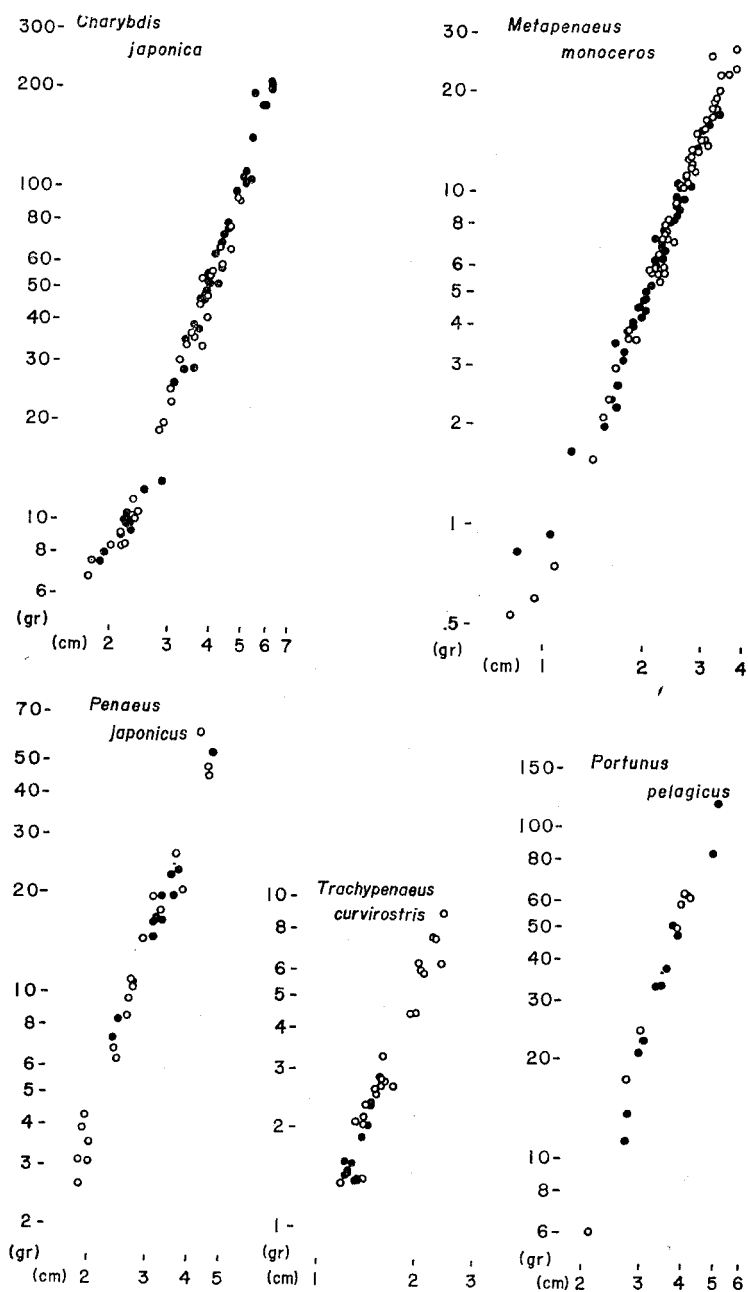 Charybdis
japonica
300-
200-
100-
80-
60-
50-
40-
30-
20-
10-
8-
6-
(gr)
(cm) 2 3 4 5 6 7
Metapenaeus
monoceros
30-
20-
10-
8-
6-
5-
4-
3-
2-
1-
.5-
(gr)
(cm) 1 2 3 4
Penaeus
japonicus
70-
50-
40-
30-
20-
10-
8-
6-
5-
4-
3-
2-
(gr)
(cm) 2 3 4 5
Trachypenaeus
curvirostris
10-
8-
6-
5-
4-
3-
2-
1-
(gr)
(cm) 1 2 3
Portunus
pelagicus
150-
100-
80-
60-
50-
40-
30-
20-
10-
8-
6-
(gr)
(cm) 2 3 4 5 6